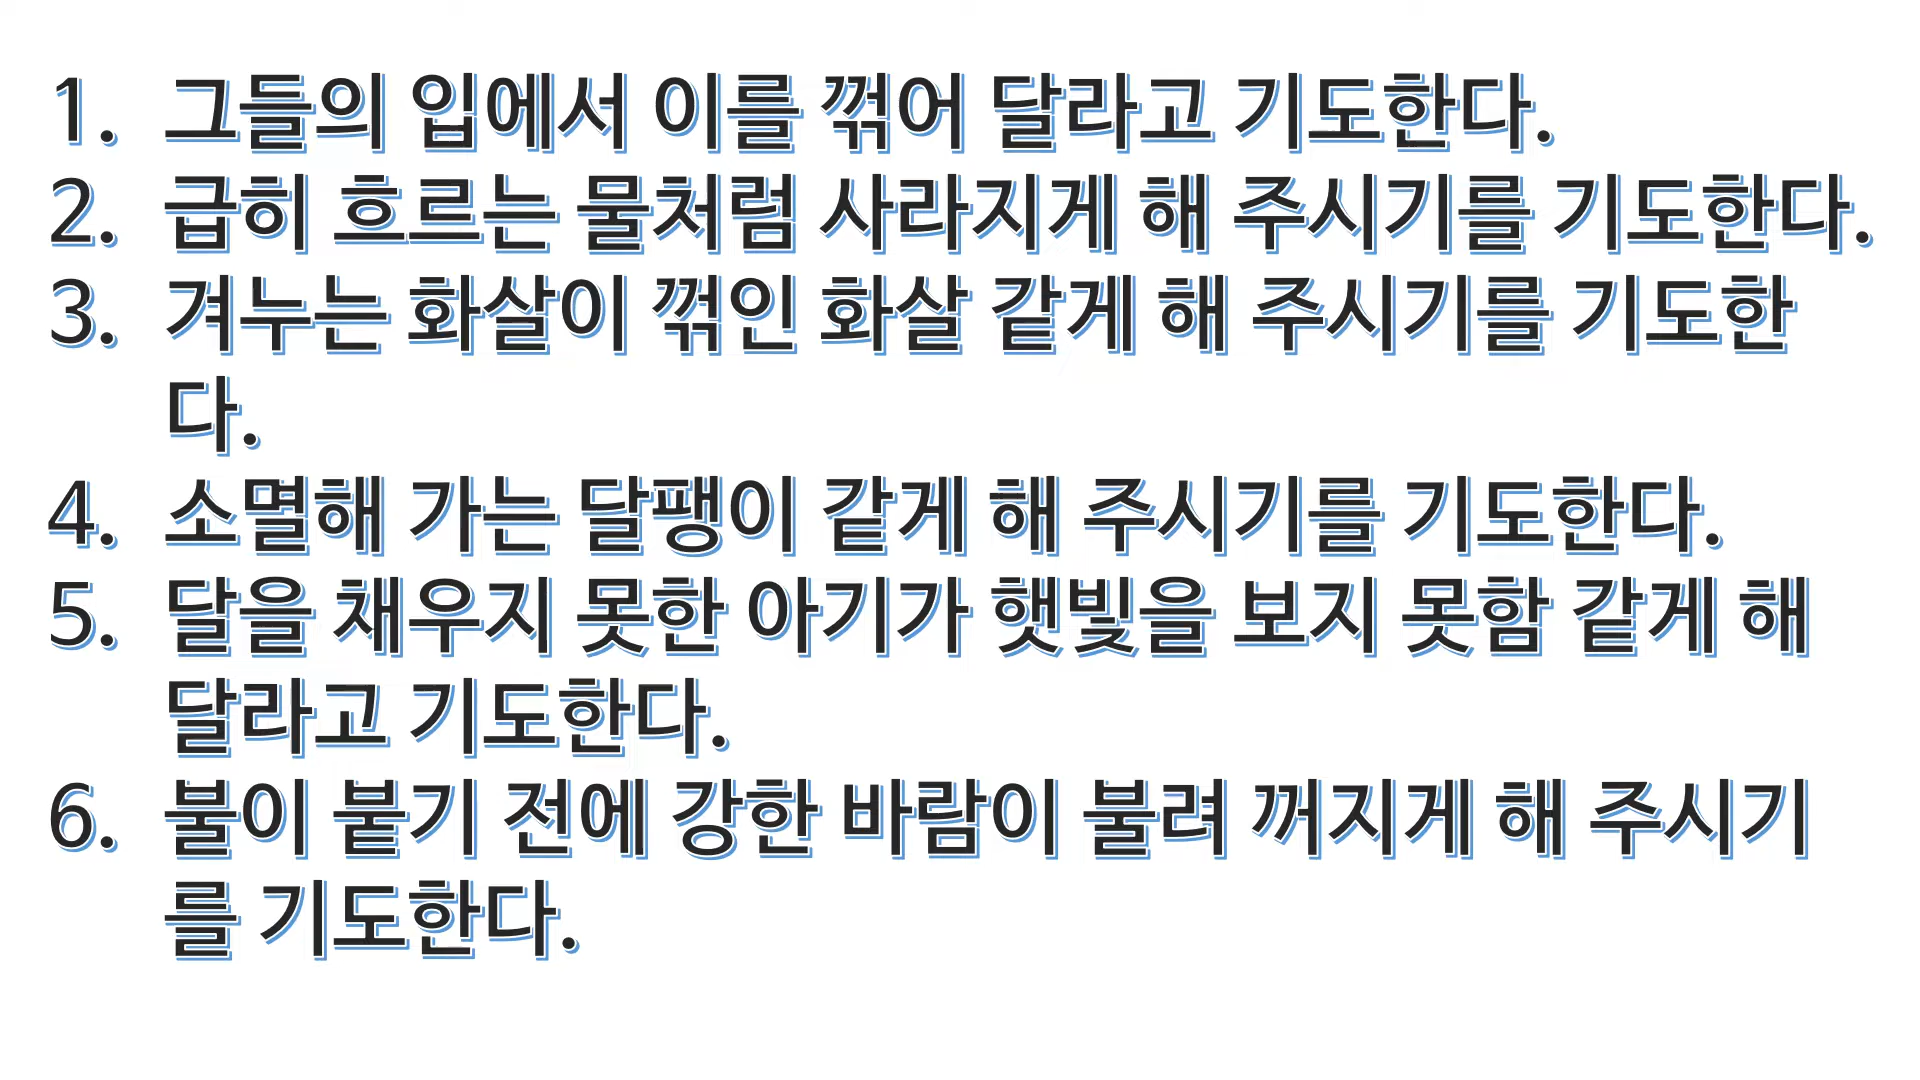 1. 그들의 입에서 이를 꺾어 달라고 기도한다.
2. 급히 흐르는 물처럼 사라지게 해 주시기를 기도한다.
3. 겨누는 화살이 꺾인 화살 같게 해 주시기를 기도한
다.
4. 소멸해 가는 달팽이 같게 해 주시기를 기도한다.
5. 달을 채우지 못한 아기가 햇빛을 보지 못함 같게 해
달라고 기도한다.
6. 불이 붙기 전에 강한 바람이 불려 꺼지게 해 주시기
를 기도한다.